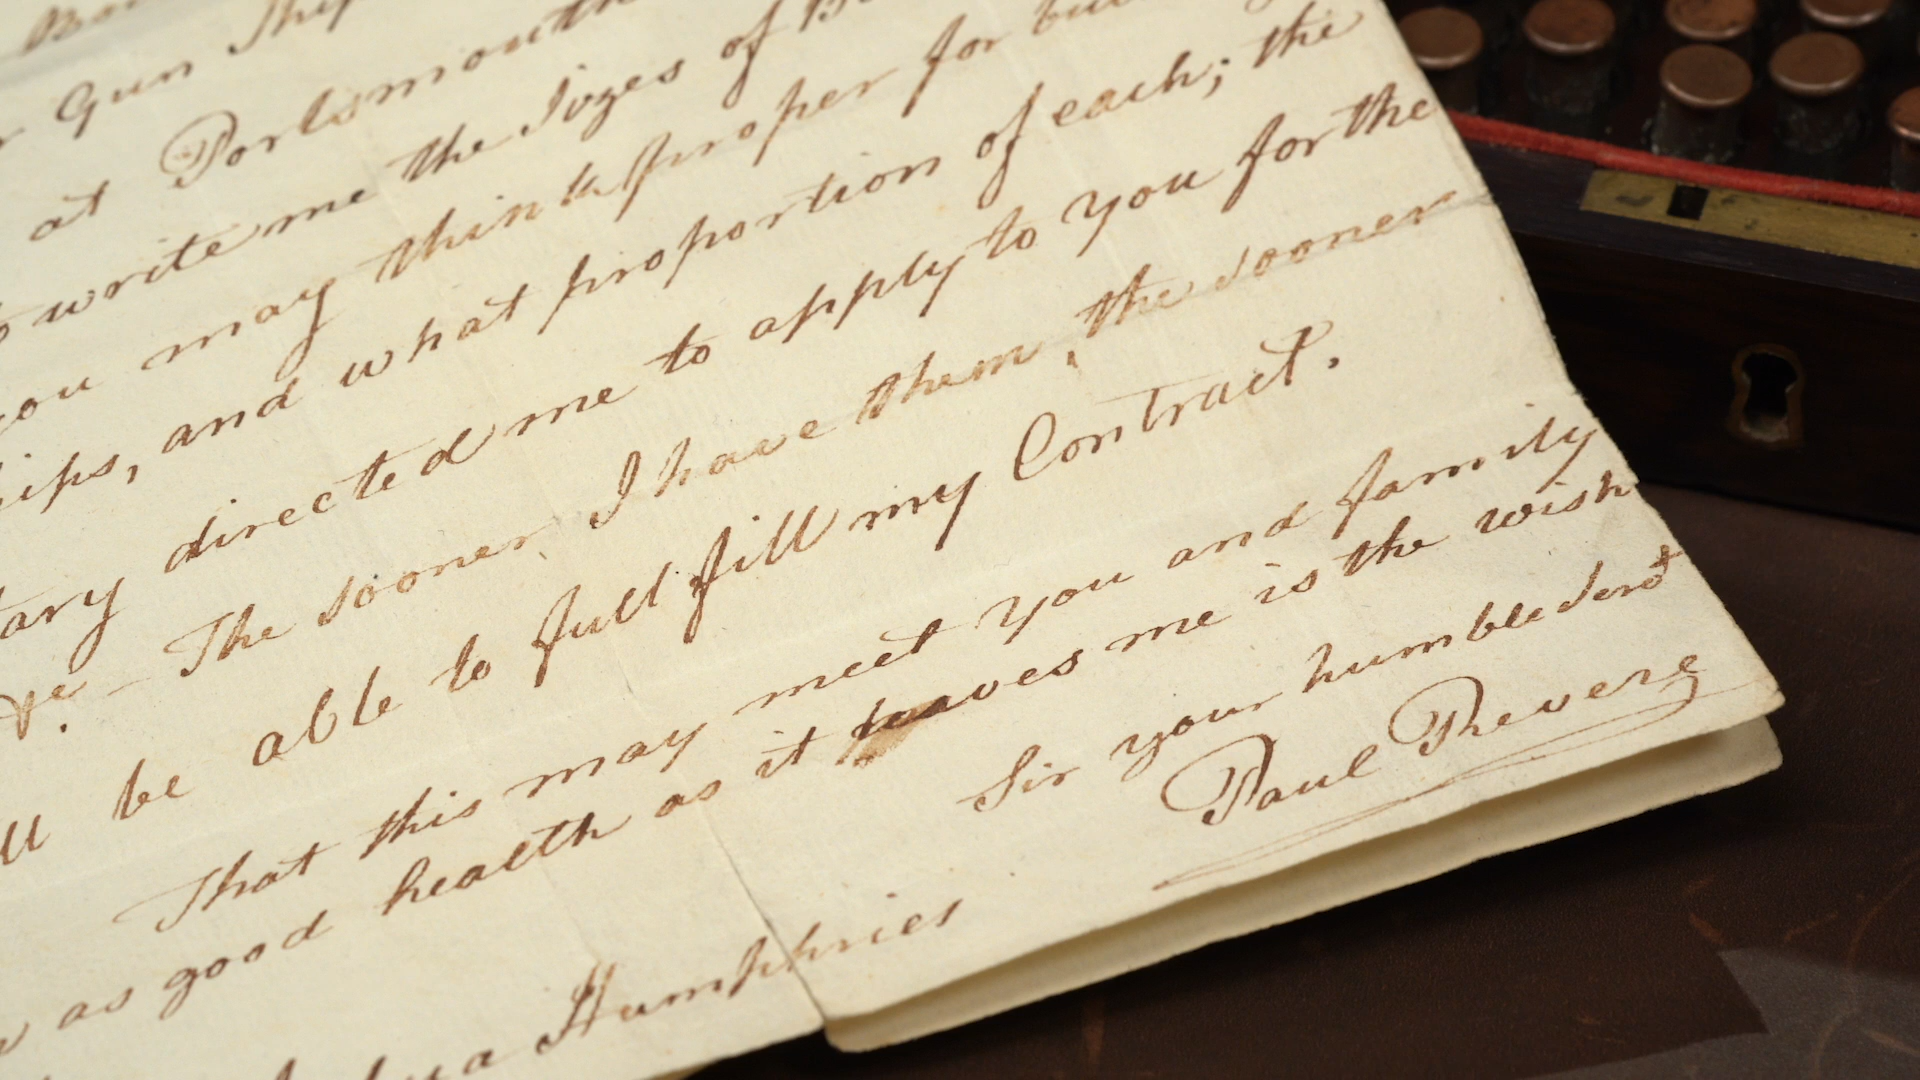 Gun Ship
at Portsmouth
write me the Sizes of
you may think proper for
ships, and what proportion of each; the
directed me to apply to you for the
The sooner I have them, the sooner
be able to full fill my Contract.
That this may meet you and family
as good health as it leaves me is the wish
Sir your humble Servt
Paul Revere
Humphries